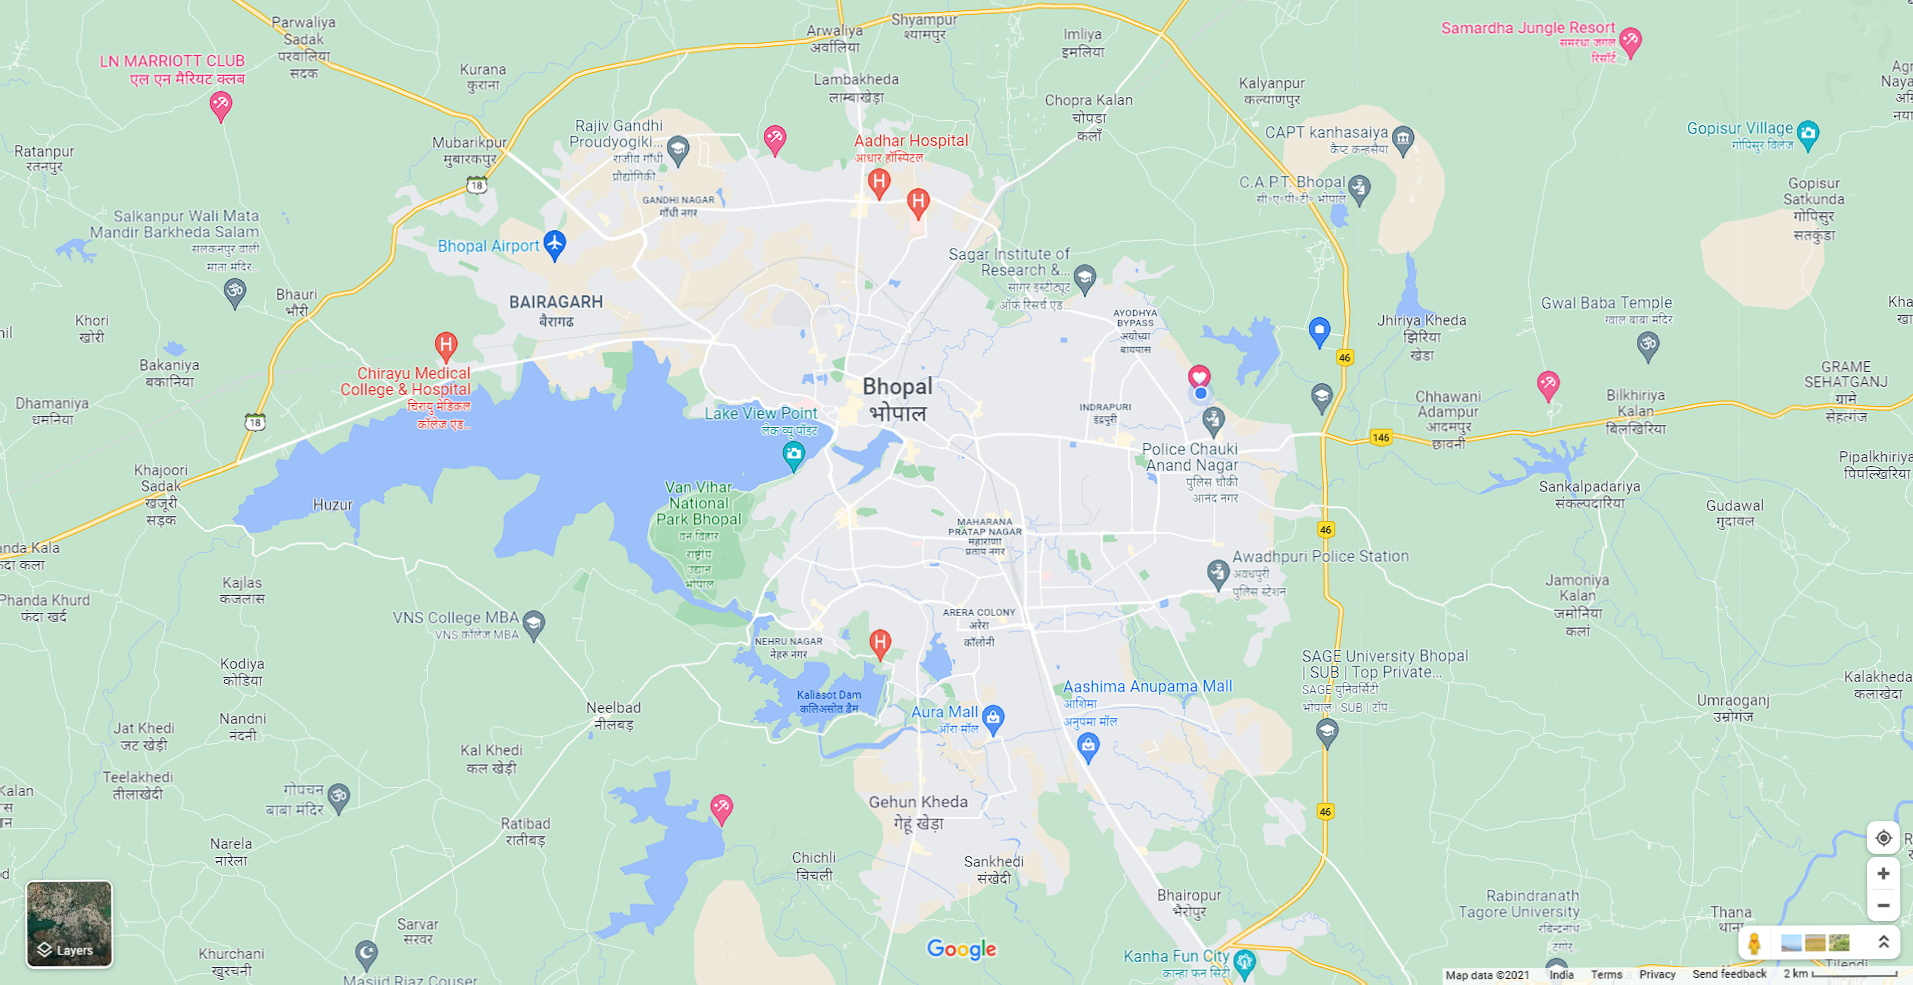 Parwaliya
Sadak
परवालिया
सदक
LN MARRIOTT CLUB
एल एन मैरियट क्लब
Kurana
कुराना
Arwaliya
अर्वालिया
Shyampur
श्यामपुर
Imliya
इमलिया
Samardha Jungle Resort
समरधा जंगल
रिसॉर्ट
Lambakheda
लाम्बाखेड़ा
Chopra Kalan
चोपडा
कलाँ
Kalyanpur
कल्याणपुर
Ratanpur
रतनपुर
Mubarikpur
मुबारकपुर
18
Rajiv Gandhi
Proudyogiki...
राजीव गाँधी
प्रौद्योगिकी...
Aadhar Hospital
आधार हॉस्पिटल
CAPT kanhasaiya
कैप्ट कन्हसैया
Gopisur Village
गोपिसुर विलेज
C.A.P.T. Bhopal
सी०ए०पी०टी० भोपाल
Gopisur
Satkunda
गोपिसुर
सतकुंडा
GANDHI NAGAR
गाँधी नगर
Salkanpur Wali Mata
Mandir Barkheda Salam
सलकनपुर वाली
माता मंदिर...
Bhopal Airport
Sagar Institute of
Research &...
सागर इंस्टीट्यूट
ऑफ़ रिसर्च एंड...
Bhauri
भौरी
BAIRAGARH
बैरागढ
Khori
खोरी
AYODHYA
BYPASS
अयोध्या
बायपास
Jhiriya Kheda
झिरिया
खेडा
Gwal Baba Temple
ग्वाल बाबा मंदिर
46
Bakaniya
बकानिया
Chirayu Medical
College & Hospital
चिरायु मेडिकल
कॉलेज एंड...
Bhopal
भोपाल
GRAME
SEHATGANJ
गामे
सेहतगंज
Dhamaniya
धमनिया
18
Lake View Point
लेक व्यू पॉइंट
INDRAPURI
इंद्रपुरी
Chhawani
Adampur
आदमपुर
छावनी
Bilkhiriya
Kalan
बिलखिरिया
146
Police Chauki
Anand Nagar
पुलिस चौकी
आनंद नगर
Pipalkhiriya
पिपल्खिरिया
Khajoori
Sadak
खजूरी
सड़क
Huzur
Van Vihar
National
Park Bhopal
वन विहार
राष्ट्रीय
उद्यान
भोपाल
Sankalpadariya
संकल्पदारिया
Gudawal
गुदावल
MAHARANA
PRATAP NAGAR
महाराणा
प्रताप नगर
46
anda Kala
Awadhpuri Police Station
अवधपुरी
पुलिस स्टेशन
Kajlas
कजलास
Phanda Khurd
फंदा खर्द
Jamoniya
Kalan
जमोनिया
कलां
VNS College MBA
VNS कॉलेज MBA
ARERA COLONY
अरेरा
कॉलोनी
NEHRU NAGAR
नेहरु नगर
Kodiya
कोडिया
SAGE University Bhopal
| SUB | Top Private...
SAGE युनिवर्सिटी
भोपाल | SUB | टॉप...
Kalakheda
कलाखेदा
Kaliasot Dam
कलिअसोत डैम
Aashima Anupama Mall
आशिमा
अनुपमा मॉल
Umraoganj
उम्रोगंज
Neelbad
नीलबड़
Aura Mall
ऑरा मॉल
Nandni
नंदनी
Jat Khedi
जट खेड़ी
Kal Khedi
कल खेड़ी
Teelakhedi
तीलाखेदी
गोपचन
बाबा मंदिर
Gehun Kheda
गेहूं खेड़ा
46
Ratibad
रातीबड़
Narela
नारेला
Chichli
चिचली
Sankhedi
संखेदी
Bhairopur
भैरोपुर
Rabindranath
Tagore University
रबिन्द्रनाथ
टगोर
Thana
Sarvar
सरवर
Layers
Khurchani
खुरचनी
Masjid Riaz Couser
Google
Kanha Fun City
कान्हा फन सिटी
Map data ©2021 India Terms Privacy Send feedback 2 km